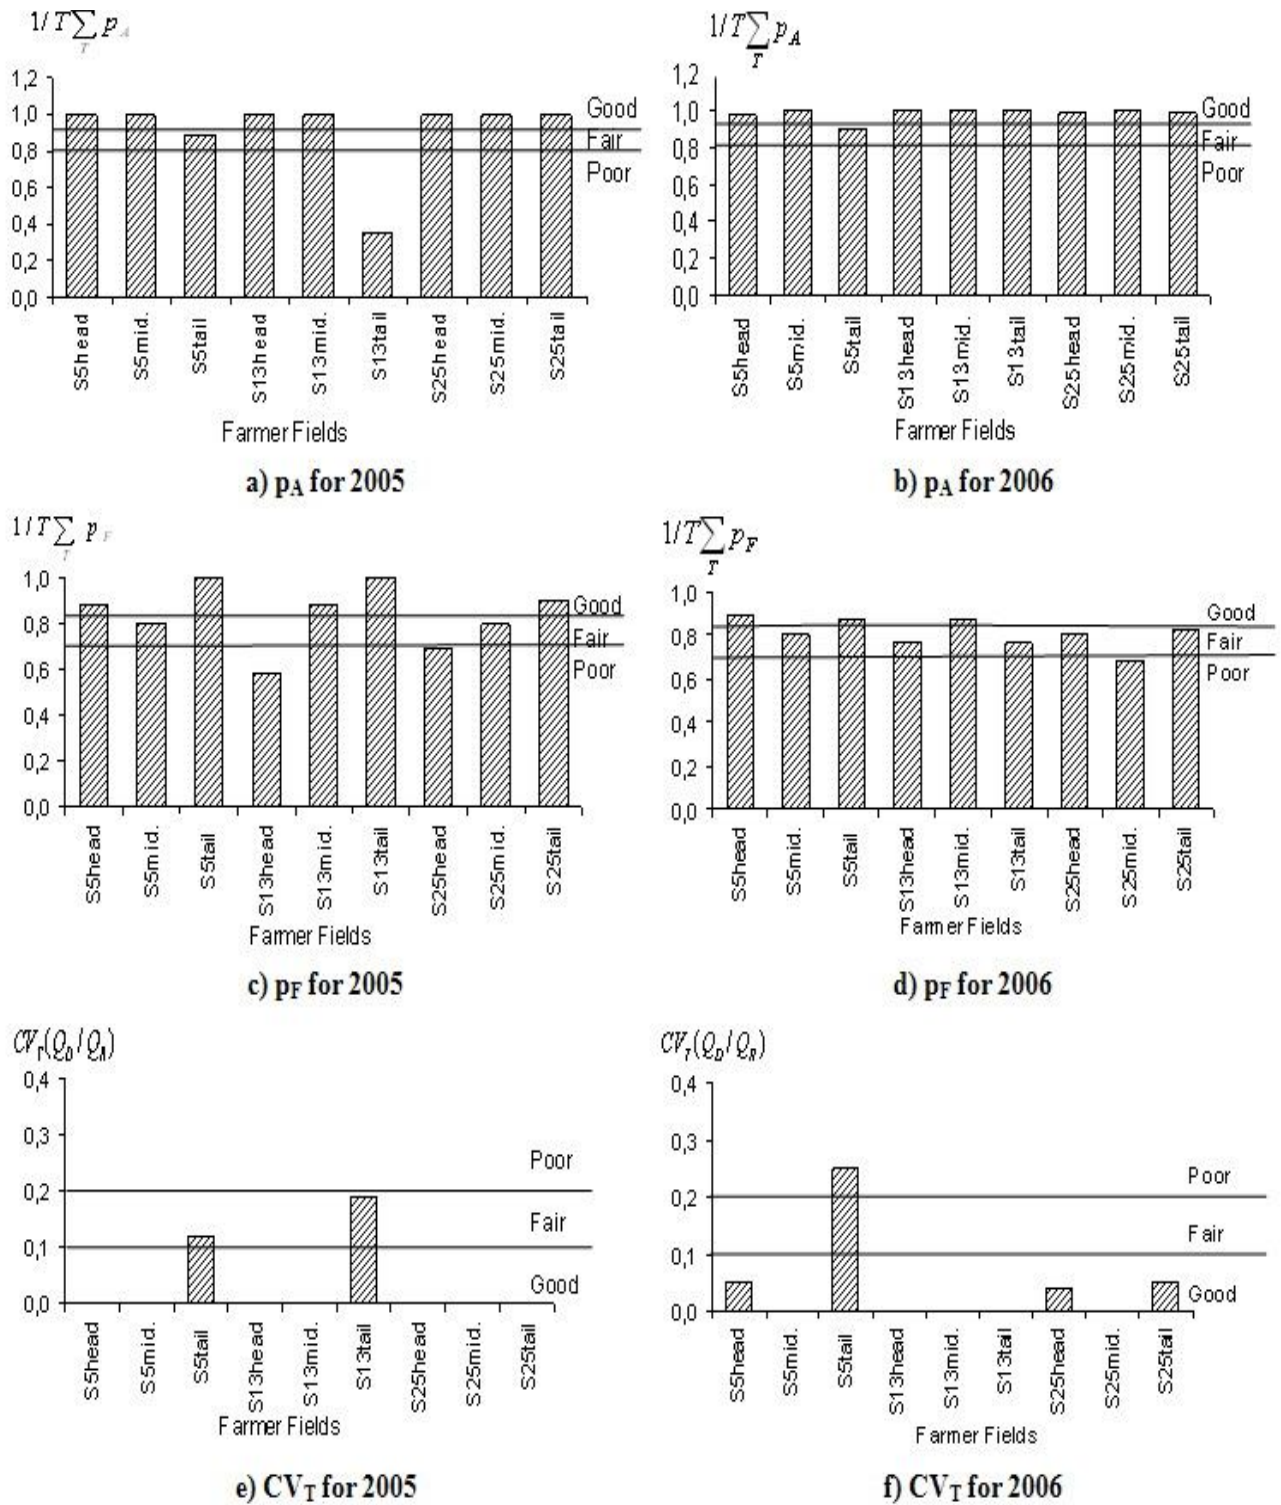 1/T∑ p A
T
1,2
1,0
0,8
0,6
0,4
0,2
0,0
Good
Fair
Poor
S5head
S5mid.
S5tail
S13head
S13mid.
S13tail
S25head
S25mid.
S25tail
Farmer Fields
a) pA for 2005
1/T∑ pA
T
1,2
1,0
0,8
0,6
0,4
0,2
0,0
Good
Fair
Poor
S5head
S5mid.
S5tail
S13head
S13mid.
S13tail
S25head
S25mid.
S25tail
Farmer Fields
b) pA for 2006
1/T∑ p F
T
1,0
0,8
0,6
0,4
0,2
0,0
Good
Fair
Poor
S5head
S5mid.
S5tail
S13head
S13mid.
S13tail
S25head
S25mid.
S25tail
Farmer Fields
c) pF for 2005
1/T∑ pF
T
1,0
0,8
0,6
0,4
0,2
0,0
Good
Fair
Poor
S5head
S5mid.
S5tail
S13head
S13mid.
S13tail
S25head
S25mid.
S25tail
Farmer Fields
d) pF for 2006
CVT(QD/QR)
0,4
0,3
0,2
0,1
0,0
Poor
Fair
Good
S5head
S5mid.
S5tail
S13head
S13mid.
S13tail
S25head
S25mid.
S25tail
Farmer Fields
e) CVT for 2005
CVT(QD/QR)
0,4
0,3
0,2
0,1
0,0
Poor
Fair
Good
S5head
S5mid.
S5tail
S13head
S13mid.
S13tail
S25head
S25mid.
S25tail
Farmer Fields
f) CVT for 2006